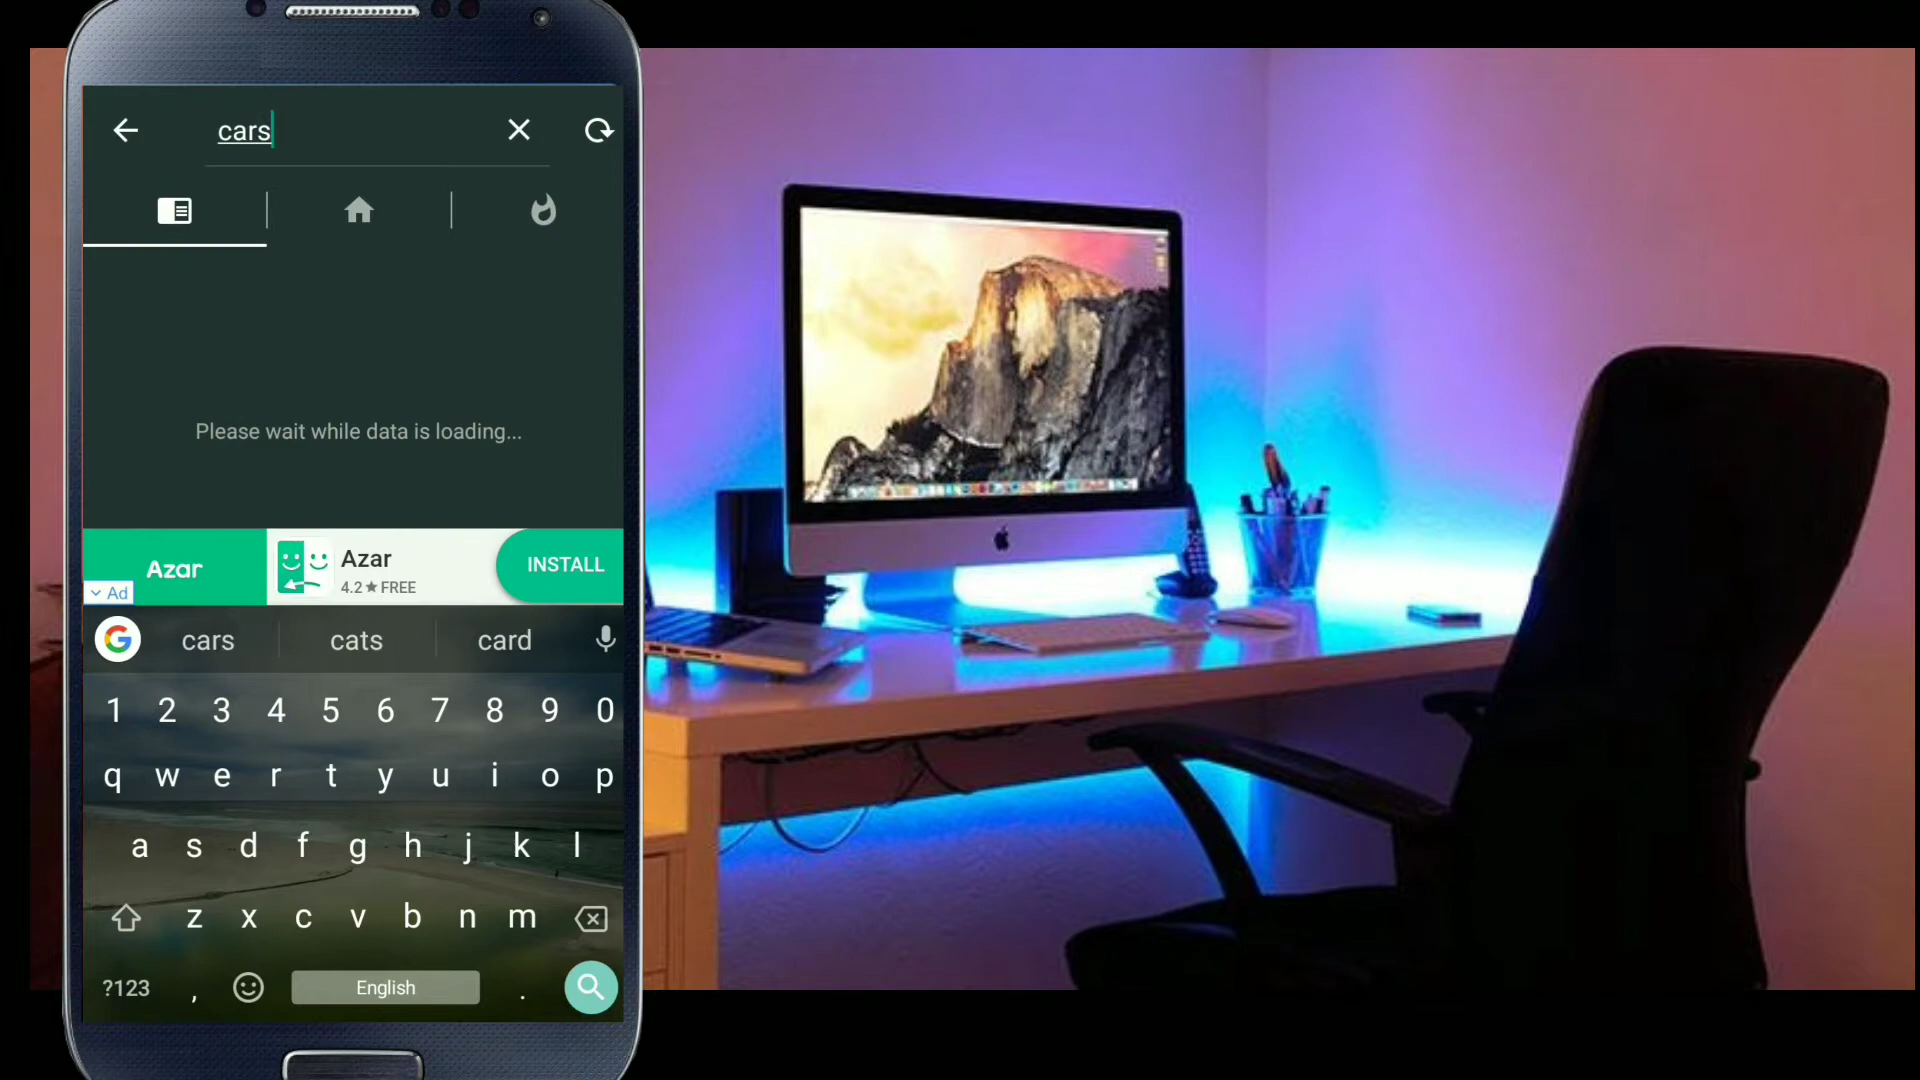 cars
Please wait while data is loading...
Azar
Ad
Azar
4.2★FREE
INSTALL
cars cats card
1 2 3 4 5 6 7 8 9 0
q w e r t y u i o p
a s d f g h j k l
z x c v b n m
?123 , English .